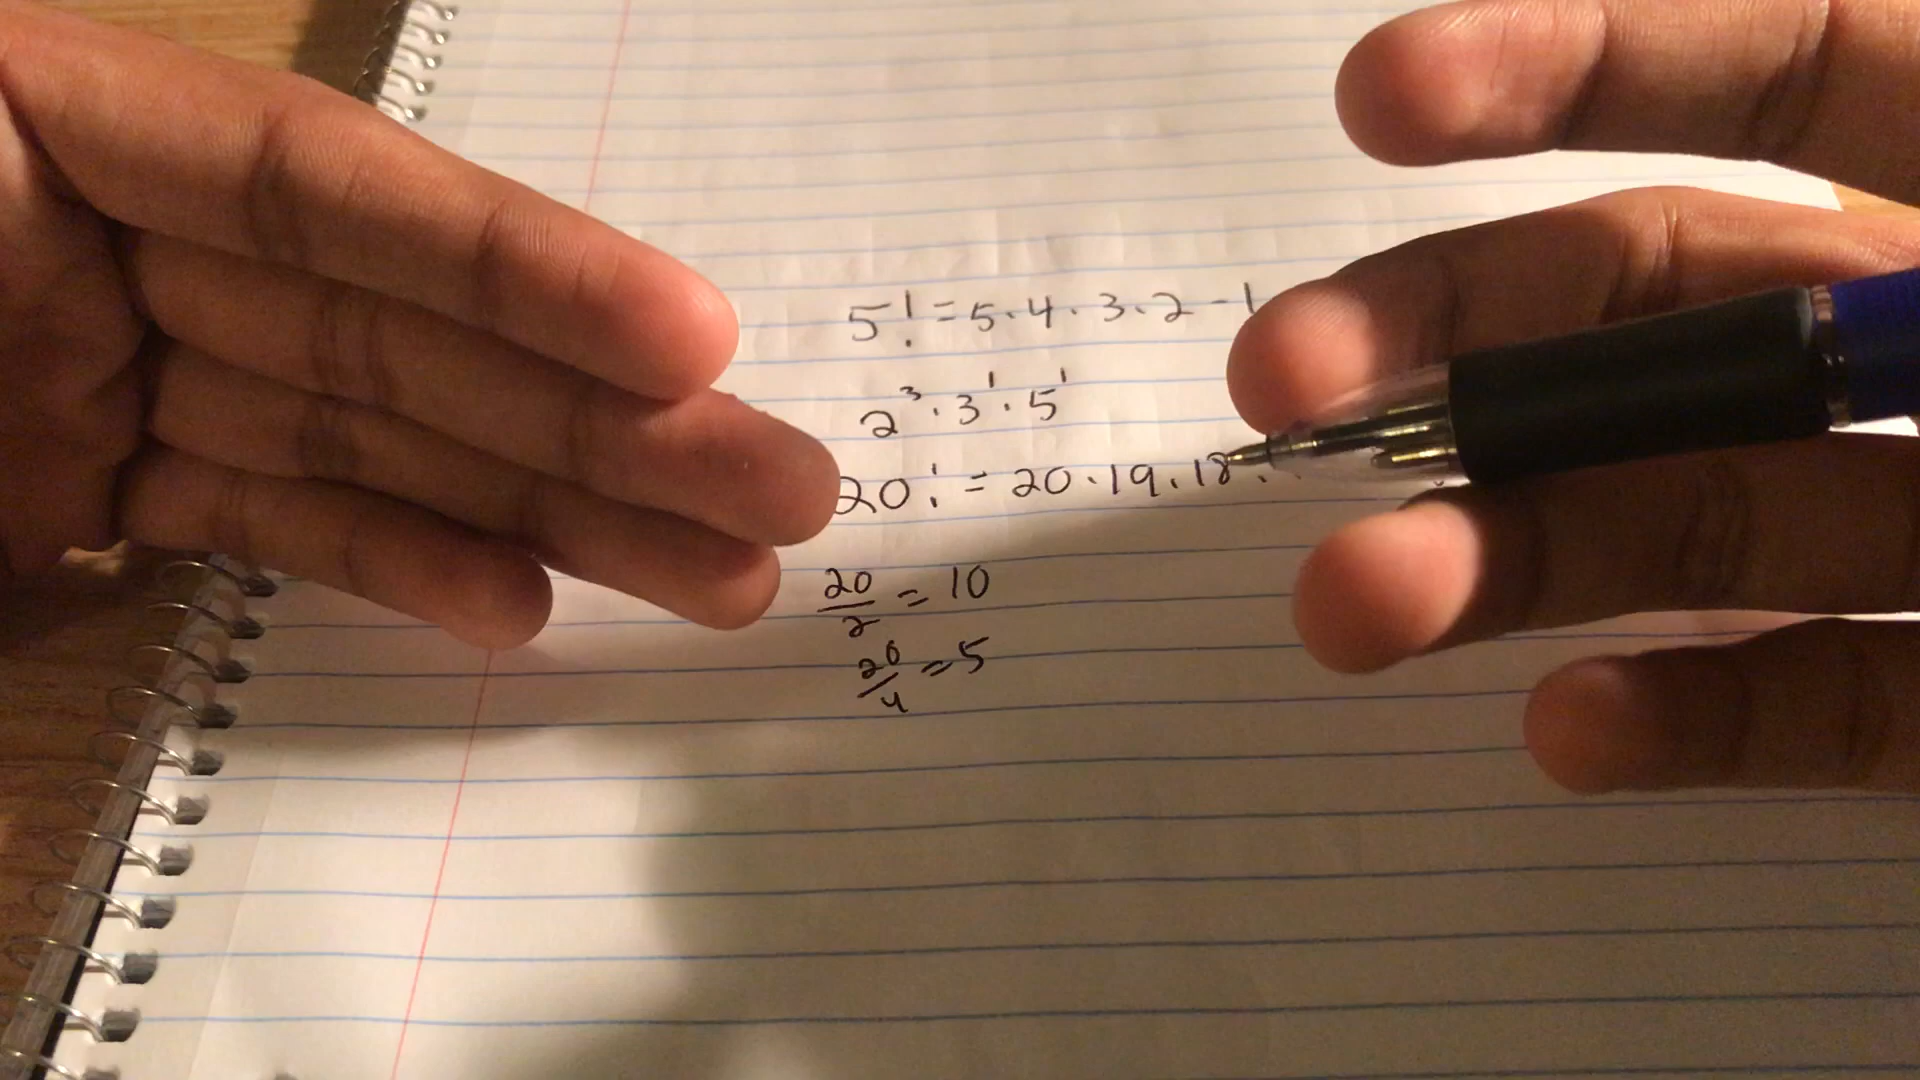 5! = 5 · 4 · 3 · 2 - 1
2³ · 3¹ · 5¹
20! = 20 · 19 · 18 . .
20/2 = 10
20/4 = 5